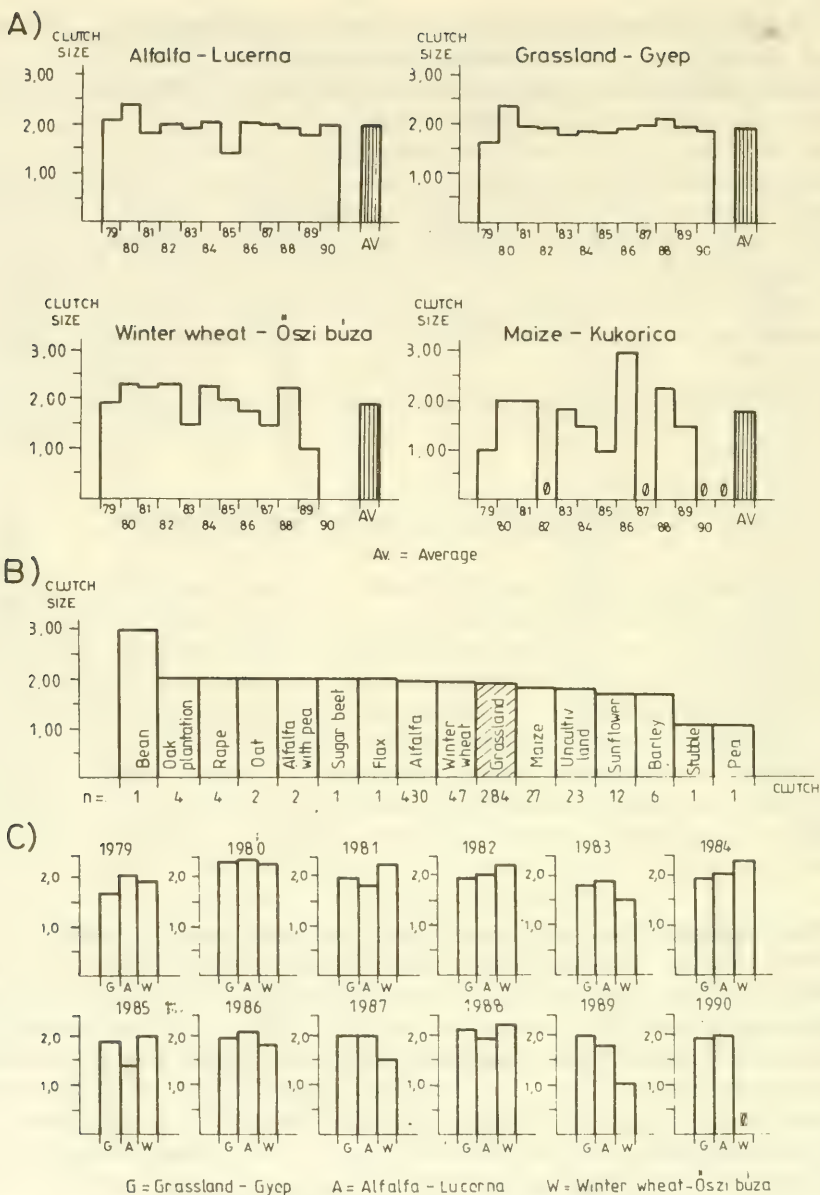 A)
CLUTCH SIZE
Alfalfa - Lucerna
3,00
2,00
1,00
79 80 81 82 83 84 85 86 87 88 89 90 AV
CLUTCH SIZE
Grassland - Gyep
3,00
2,00
1,00
79 80 81 82 83 84 85 86 87 88 89 90 AV
CLUTCH SIZE
Winter wheat - Őszi búza
3,00
2,00
1,00
79 80 81 82 83 84 85 86 87 88 89 90 AV
CLUTCH SIZE
Maize - Kukorica
3,00
2,00
1,00
Ø Ø Ø Ø
79 80 81 82 83 84 85 86 87 88 89 90 AV
Av. = Average
B)
CLUTCH SIZE
3,00
2,00
1,00
Bean
Oak plantation
Rape
Oat
Alfalfa with pea
Sugar beet
Flax
Alfalfa
Winter wheat
Grassland
Maize
Uncultiv land
Sunflower
Barley
Stubble
Pea
CLUTCH
n = 1 4 4 2 2 1 1 430 47 284 27 23 12 6 1 1
C)
1979 1980 1981 1982 1983 1984
2,0 2,0 2,0 2,0 2,0 2,0
1,0 1,0 1,0 1,0 1,0 1,0
G A W G A W G A W G A W G A W G A W
1985 1986 1987 1988 1989 1990
2,0 2,0 2,0 2,0 2,0 2,0
1,0 1,0 1,0 1,0 1,0 1,0
Ø
G A W G A W G A W G A W G A W G A W
G = Grassland - Gyep A = Alfalfa - Lucerna W = Winter wheat - Őszi búza